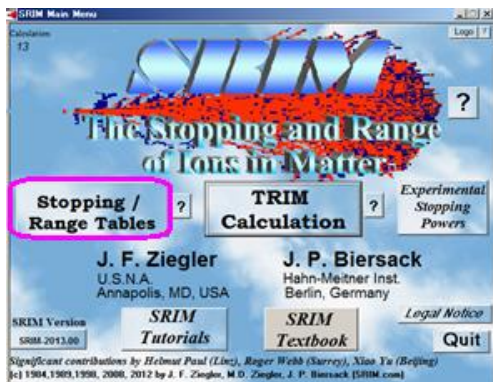 SRIM Main Menu
Calculation
13
Logo ?
SRIM
?
The Stopping and Range
of Ions in Matter
Stopping /
Range Tables
?
TRIM
Calculation
?
Experimental
Stopping
Powers
J. F. Ziegler
U.S.N.A.
Annapolis, MD, USA
J. P. Biersack
Hahn-Meitner Inst.
Berlin, Germany
SRIM Version
SRIM-2013.00
SRIM
Tutorials
SRIM
Textbook
Legal Notice
Quit
Significant contributions by Helmut Paul (Linz), Roger Webb (Surrey), Xiao Yu (Beijing)
(c) 1984,1989,1998, 2008, 2012 by J. F. Ziegler, M.D. Ziegler, J. P. Biersack (SRIM.com)